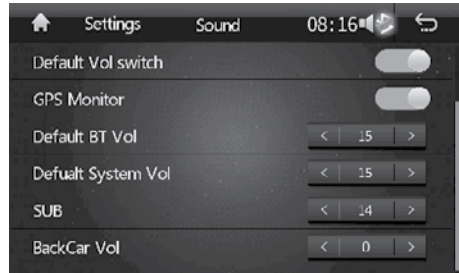 Settings Sound 08:16
Default Vol switch
GPS Monitor
Default BT Vol < 15 >
Defualt System Vol < 15 >
SUB < 14 >
BackCar Vol < 0 >